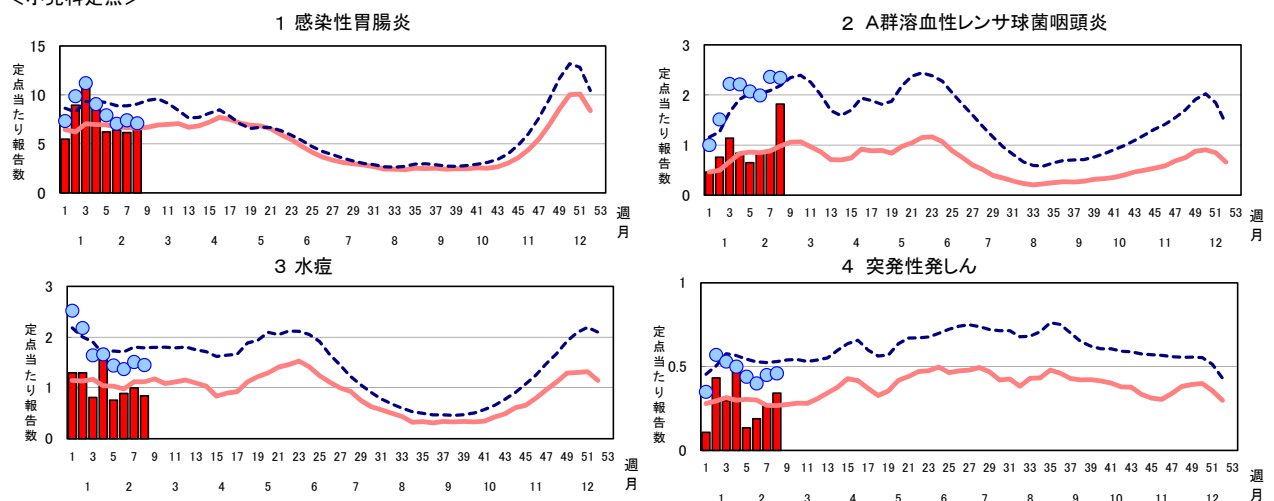 <小児科定点>
1 感染性胃腸炎
定点当たり報告数
15
10
5
0
1 3 5 7 9 11 13 15 17 19 21 23 25 27 29 31 33 35 37 39 41 43 45 47 49 51 53 週
1 2 3 4 5 6 7 8 9 10 11 12 月
2 A群溶血性レンサ球菌咽頭炎
定点当たり報告数
3
2
1
0
1 3 5 7 9 11 13 15 17 19 21 23 25 27 29 31 33 35 37 39 41 43 45 47 49 51 53 週
1 2 3 4 5 6 7 8 9 10 11 12 月
3 水痘
定点当たり報告数
3
2
1
0
1 3 5 7 9 11 13 15 17 19 21 23 25 27 29 31 33 35 37 39 41 43 45 47 49 51 53 週
1 2 3 4 5 6 7 8 9 10 11 12 月
4 突発性発しん
定点当たり報告数
1
0.5
0
1 3 5 7 9 11 13 15 17 19 21 23 25 27 29 31 33 35 37 39 41 43 45 47 49 51 53 週
1 2 3 4 5 6 7 8 9 10 11 12 月